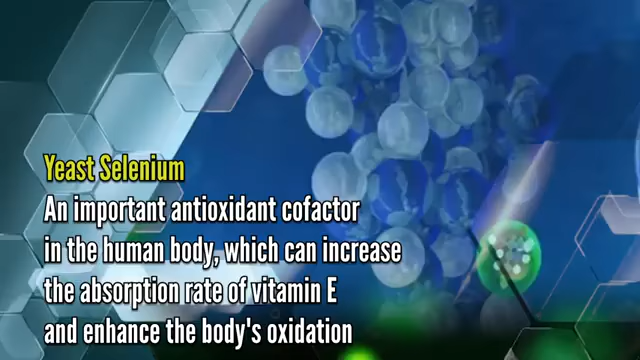 Yeast Selenium
An important antioxidant cofactor
in the human body, which can increase
the absorption rate of vitamin E
and enhance the body's oxidation